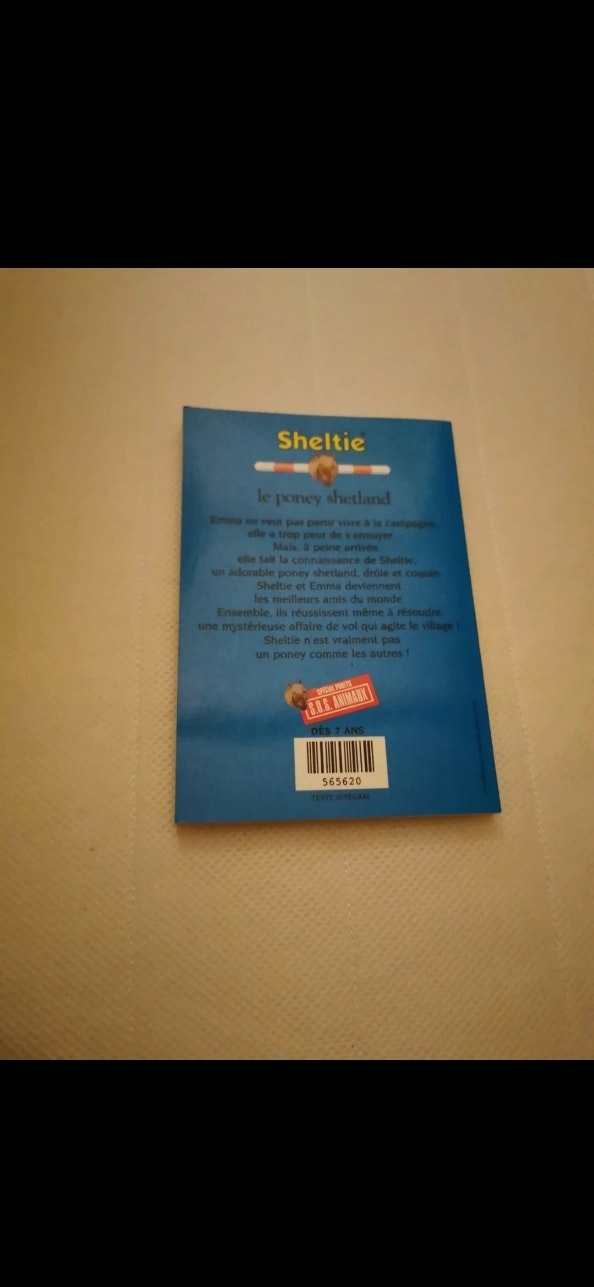 Sheltie
le poney shetland
Emma ne veut pas partir vivre à la campagne,
elle a trop peur de s'ennuyer...
Mais, à peine arrivée,
elle fait la connaissance de Sheltie,
un adorable poney shetland, drôle et coquin.
Sheltie et Emma deviennent
les meilleurs amis du monde.
Ensemble, ils réussissent même à résoudre
une mystérieuse affaire de vol qui agite le village !
Sheltie n'est vraiment pas
un poney comme les autres !
SPÉCIAL PONEYS
S.O.S. ANIMAUX
DÈS 7 ANS
565620
TEXTE INTÉGRAL